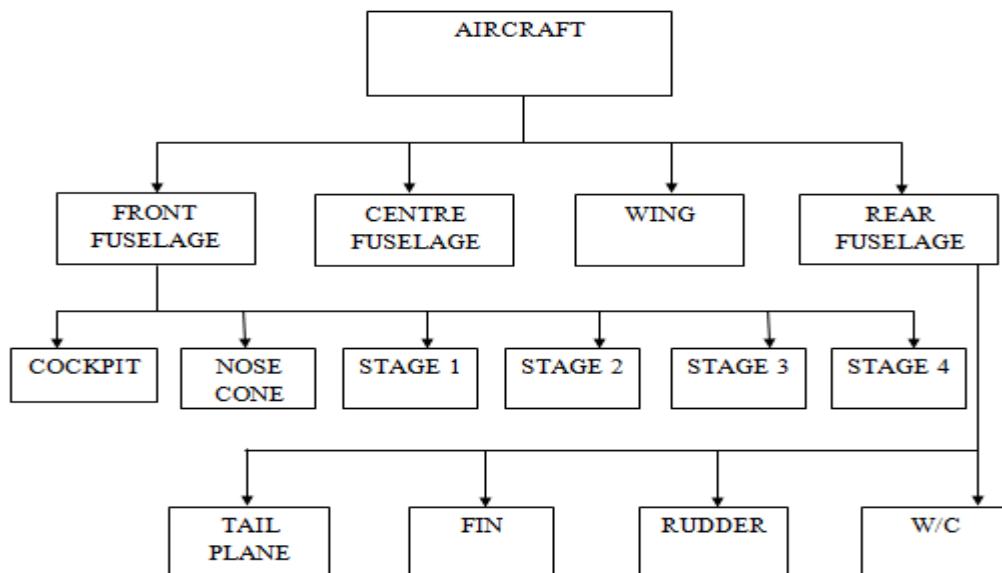 AIRCRAFT
FRONT
FUSELAGE
CENTRE
FUSELAGE
WING
REAR
FUSELAGE
COCKPIT
NOSE
CONE
STAGE 1
STAGE 2
STAGE 3
STAGE 4
TAIL
PLANE
FIN
RUDDER
W/C